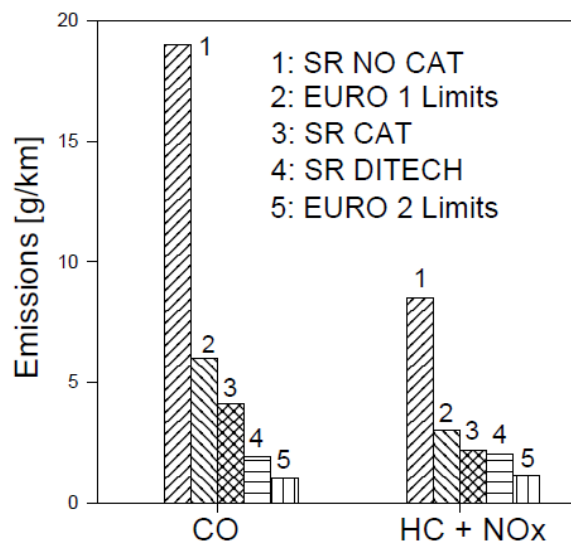 20
15
10
5
0
Emissions [g/km]
1: SR NO CAT
2: EURO 1 Limits
3: SR CAT
4: SR DITECH
5: EURO 2 Limits
1
2
3
4
5
1
2
3
4
5
CO
HC + NOx